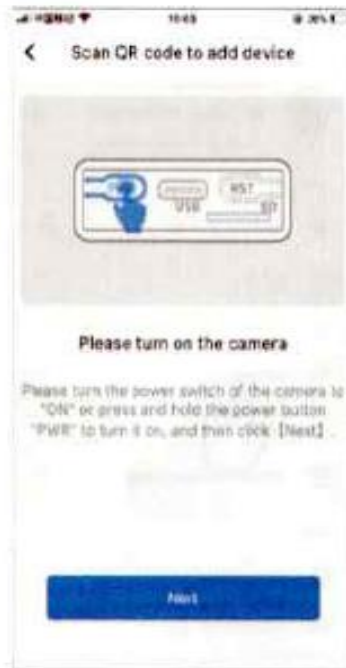 Scan QR code to add device
RST
USB
Please turn on the camera
Please turn the power switch of the camera to
"ON" or press and hold the power button
"PWR" to turn it on, and then click【Next】.
Next